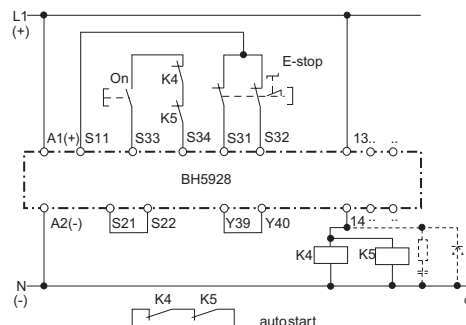 L1
(+)
E-stop
On
K4
K5
A1(+) S11 S33 S34 S31 S32 13.. ..
BH5928
A2(-) S21 S22 Y39 Y40 14 .. ..
K4 K5
N
(-)
K4 K5
autostart